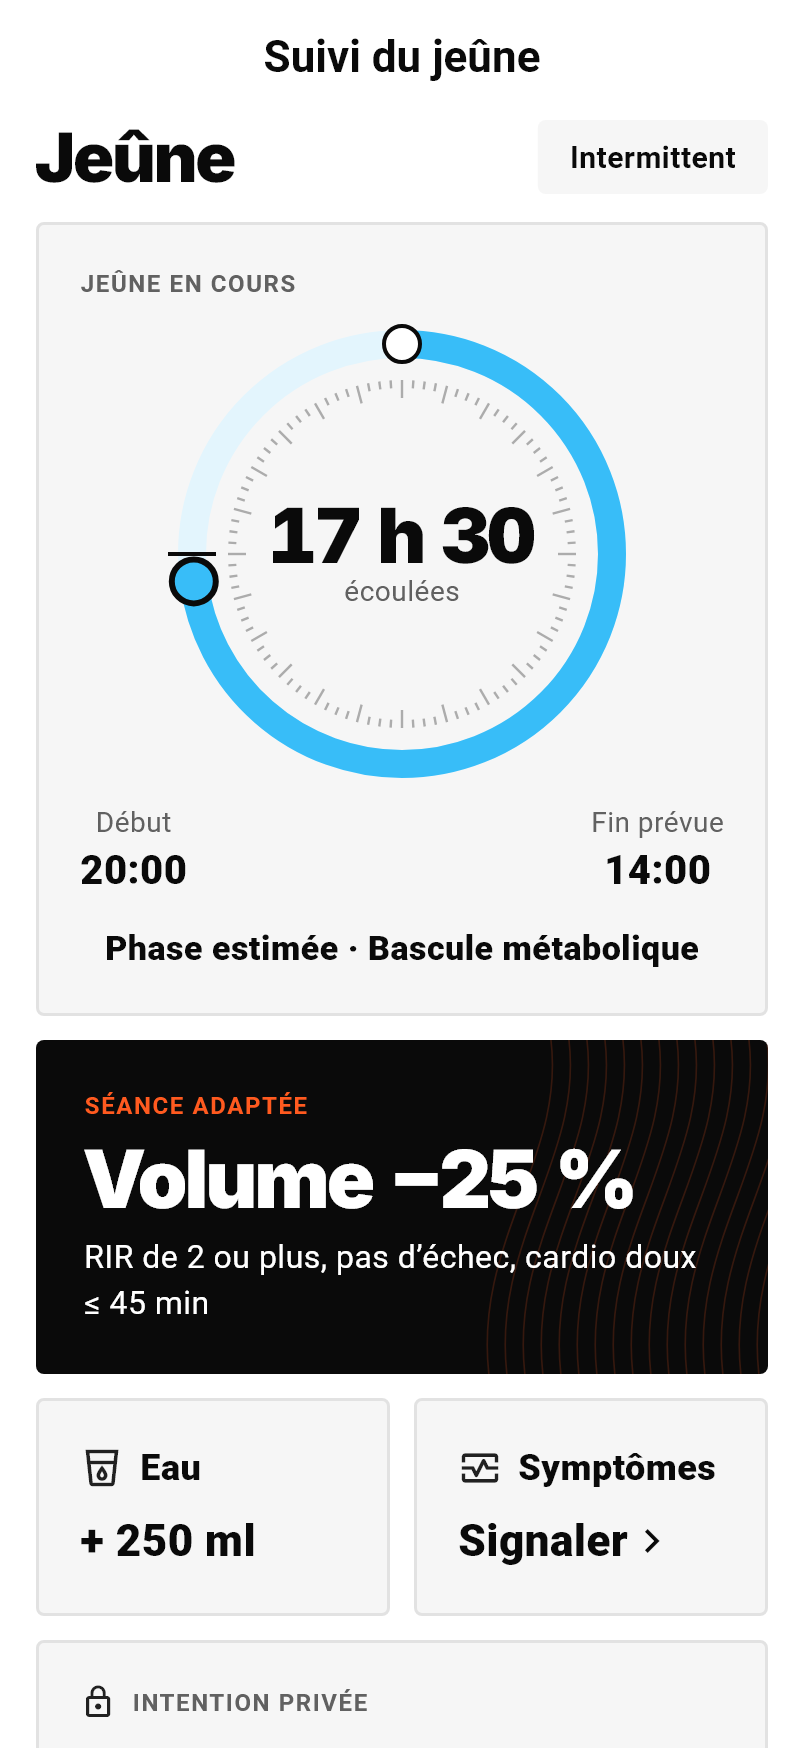 Suivi du jeûne
Jeûne
Intermittent
JEÛNE EN COURS
17 h 30
écoulées
Début
Fin prévue
20:00
14:00
Phase estimée · Bascule métabolique
SÉANCE ADAPTÉE
Volume −25 %
RIR de 2 ou plus, pas d’échec, cardio doux
≤ 45 min
Eau
+ 250 ml
Symptômes
Signaler
INTENTION PRIVÉE